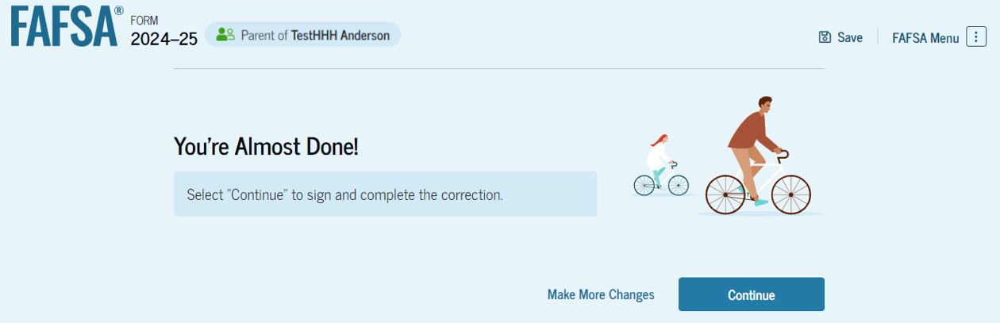 FAFSA®
FORM
2024–25
Parent of TestHHH Anderson
Save
FAFSA Menu
You're Almost Done!
Select "Continue" to sign and complete the correction.
Make More Changes
Continue